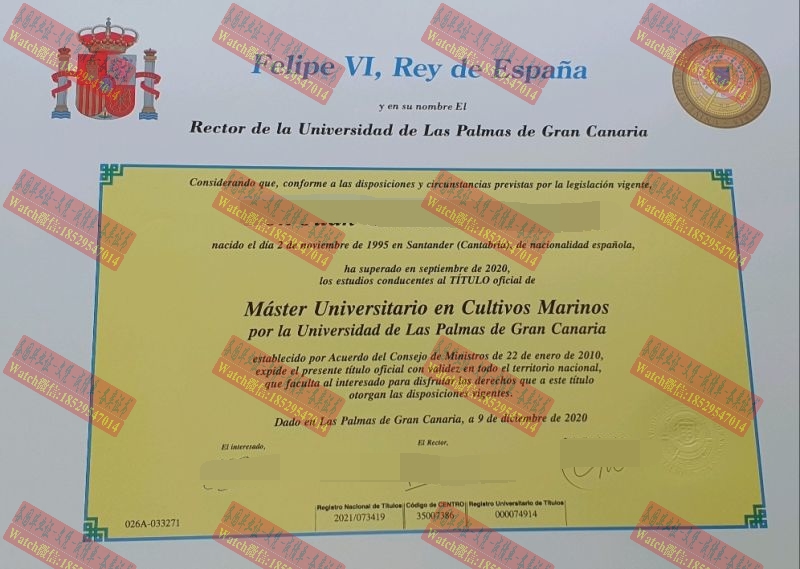 Felipe VI, Rey de España
y en su nombre El
Rector de la Universidad de Las Palmas de Gran Canaria
Considerando que, conforme a las disposiciones y circunstancias previstas por la legislación vigente,
nacido el día 2 de noviembre de 1995 en Santander (Cantabria), de nacionalidad española,
ha superado en septiembre de 2020,
los estudios conducentes al TÍTULO oficial de
Máster Universitario en Cultivos Marinos
por la Universidad de Las Palmas de Gran Canaria
establecido por Acuerdo del Consejo de Ministros de 22 de enero de 2010,
expide el presente título oficial con validez en todo el territorio nacional,
que faculta al interesado para disfrutar los derechos que a este título
otorgan las disposiciones vigentes.
Dado en Las Palmas de Gran Canaria, a 9 de diciembre de 2020
El interesado,
El Rector,
026A-033271
Registro Nacional de Títulos
Código de CENTRO
Registro Universitario de Títulos
2021/073419
35007386
000074914
Watch微信:18529547014